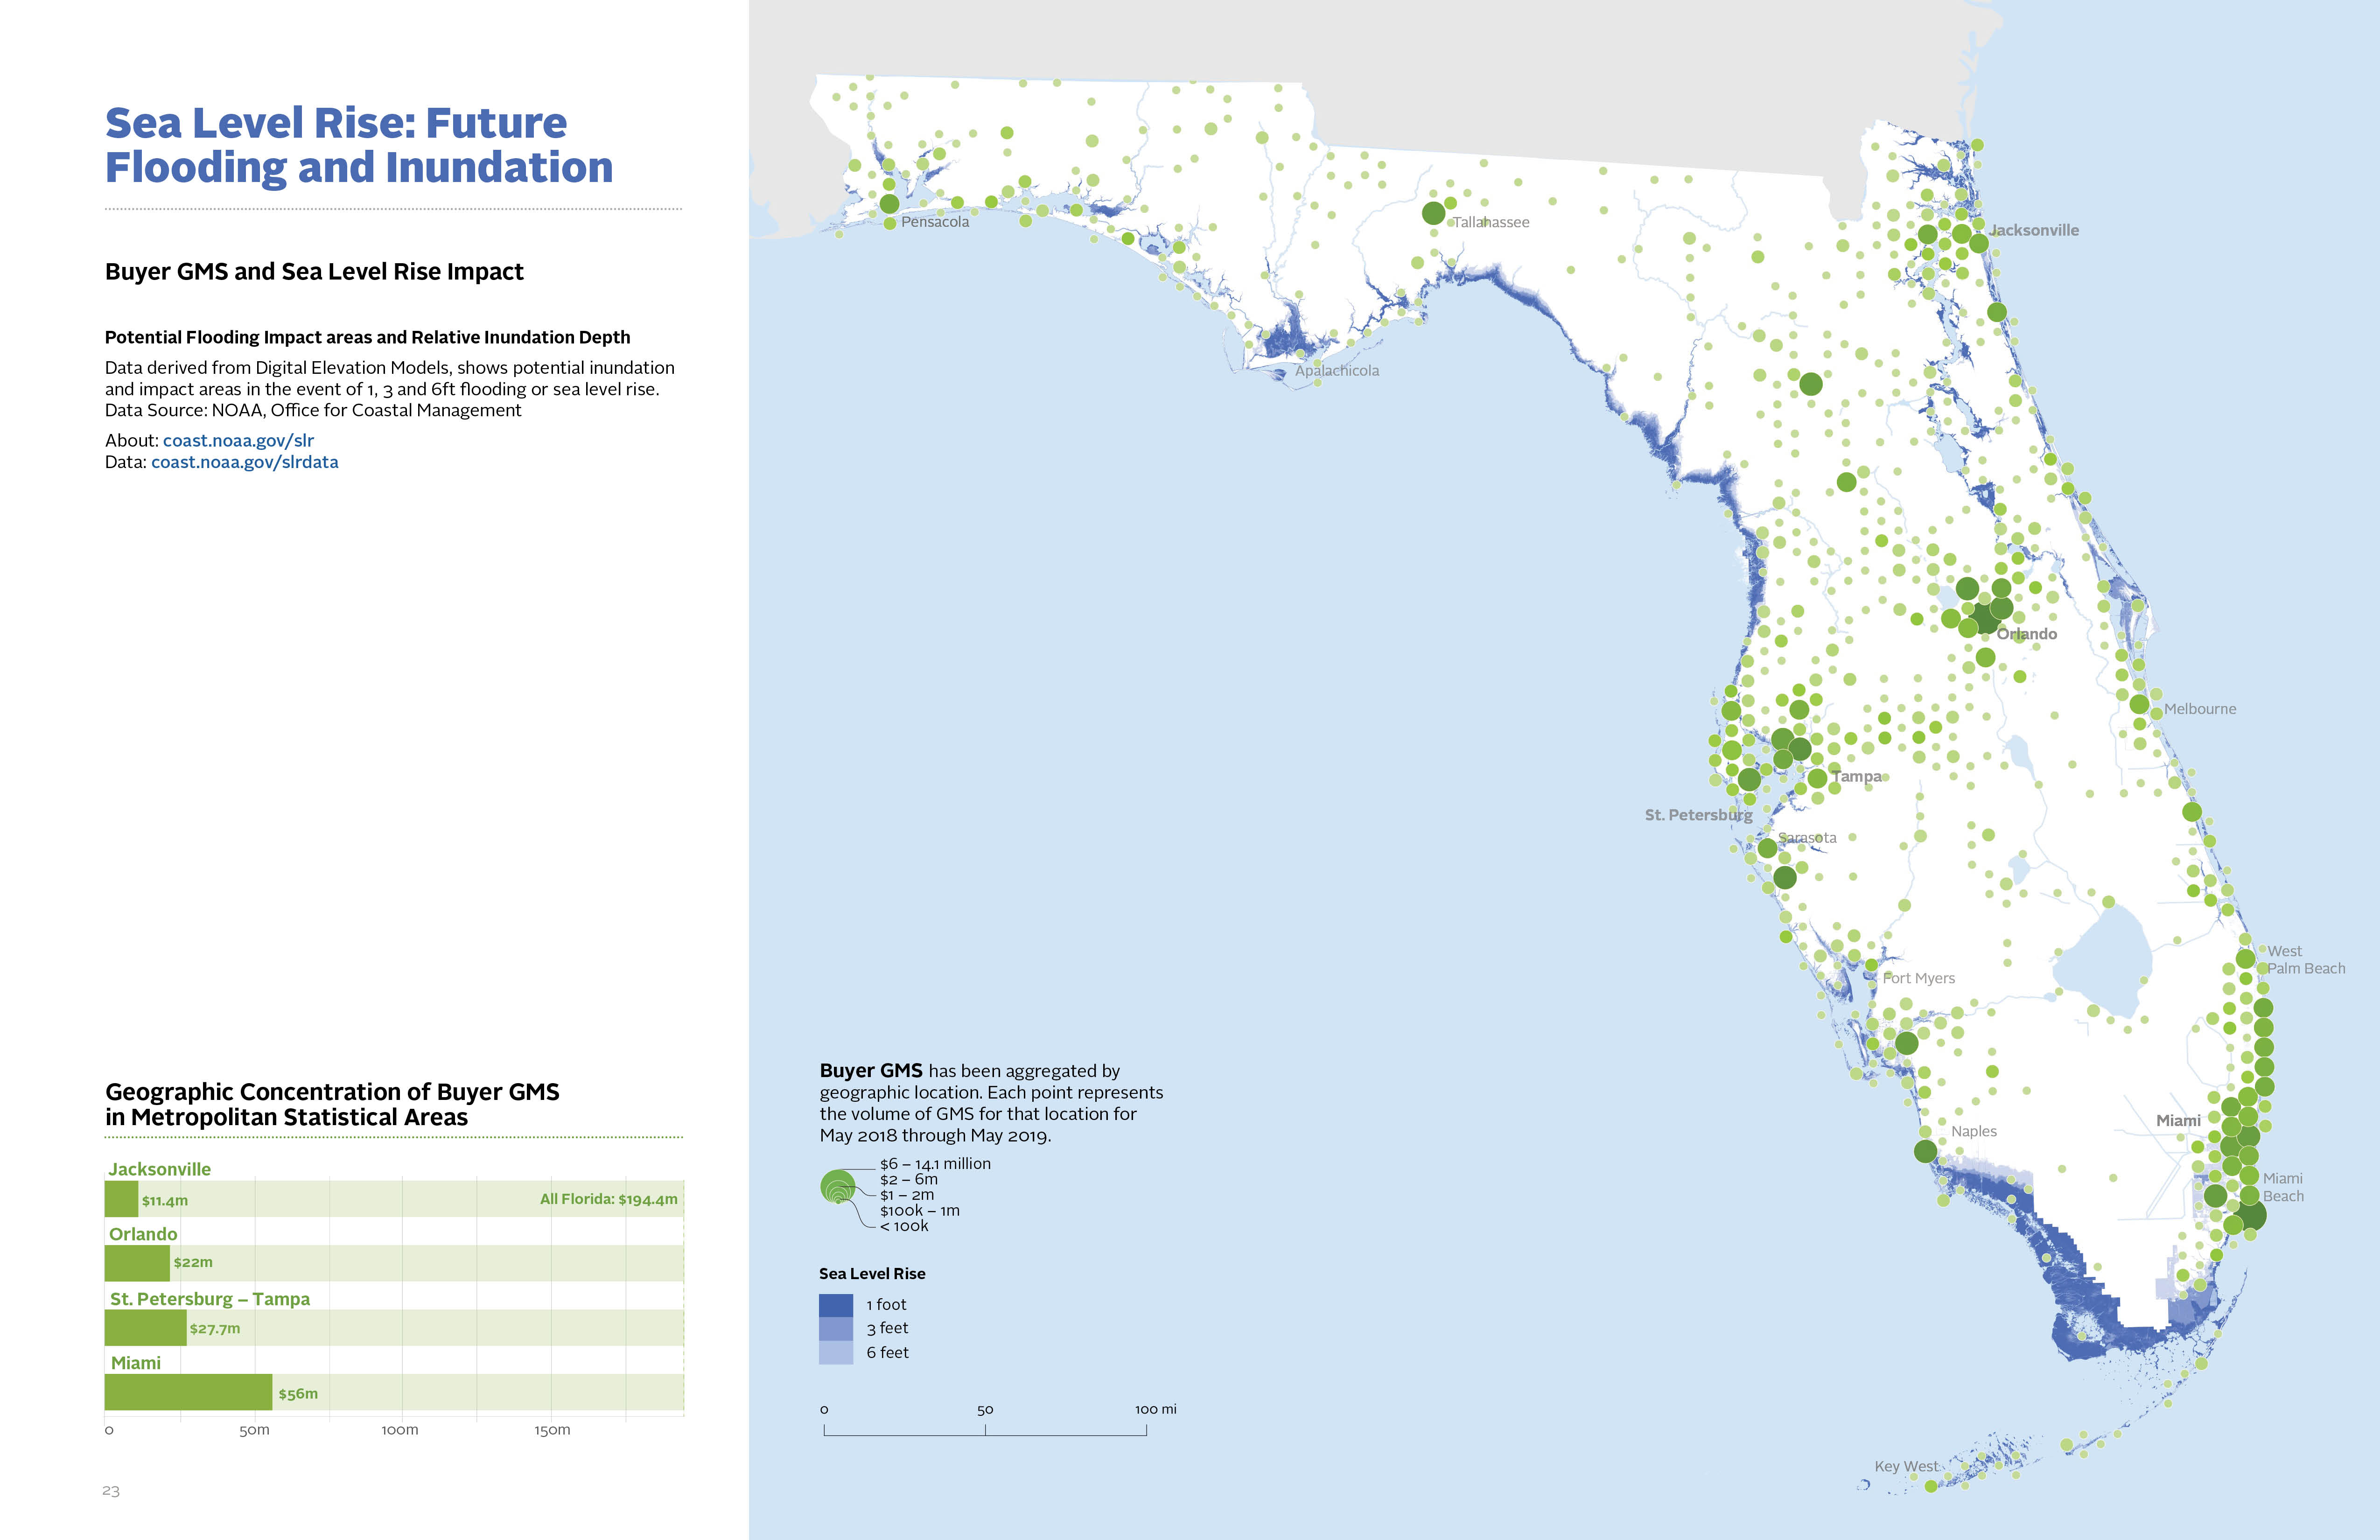 Sea Level Rise: Future
Flooding and Inundation
Buyer GMS and Sea Level Rise Impact
Potential Flooding Impact areas and Relative Inundation Depth
Data derived from Digital Elevation Models, shows potential inundation
and impact areas in the event of 1, 3 and 6ft flooding or sea level rise.
Data Source: NOAA, Office for Coastal Management
About: coast.noaa.gov/slr
Data: coast.noaa.gov/slrdata
Geographic Concentration of Buyer GMS
in Metropolitan Statistical Areas
Jacksonville
$11.4m
All Florida: $194.4m
Orlando
$22m
St. Petersburg – Tampa
$27.7m
Miami
$56m
0
50m
100m
150m
23
Pensacola
Tallahassee
Jacksonville
Apalachicola
Orlando
Melbourne
Tampa
St. Petersburg
Sarasota
West
Palm Beach
Fort Myers
Miami
Naples
Miami
Beach
Key West
Buyer GMS has been aggregated by
geographic location. Each point represents
the volume of GMS for that location for
May 2018 through May 2019.
$6 – 14.1 million
$2 – 6m
$1 – 2m
$100k – 1m
< 100k
Sea Level Rise
1 foot
3 feet
6 feet
0
50
100 mi